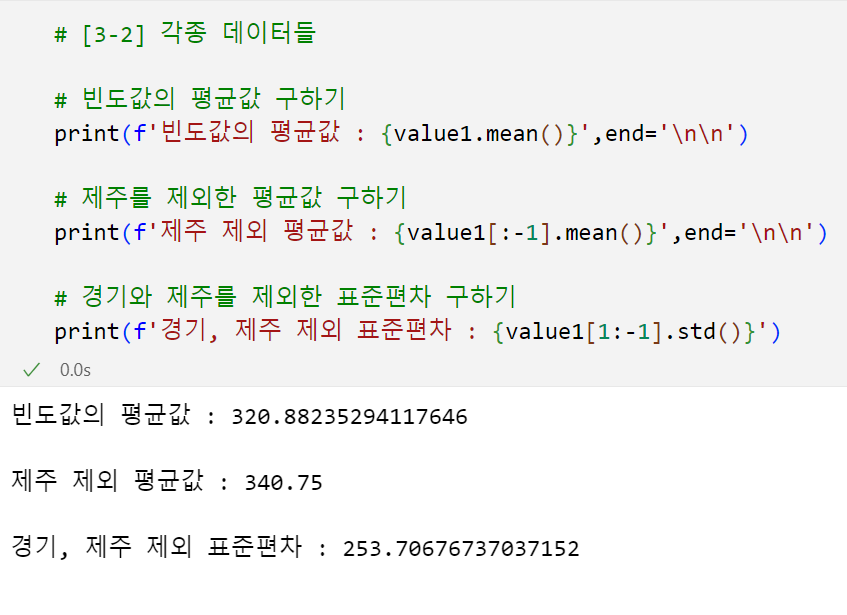 # [3-2] 각종 데이터들
# 빈도값의 평균값 구하기
print(f'빈도값의 평균값 : {value1.mean()}',end='\n\n')
# 제주를 제외한 평균값 구하기
print(f'제주 제외 평균값 : {value1[:-1].mean()}',end='\n\n')
# 경기와 제주를 제외한 표준편차 구하기
print(f'경기, 제주 제외 표준편차 : {value1[1:-1].std()}')
✓ 0.0s
빈도값의 평균값 : 320.88235294117646
제주 제외 평균값 : 340.75
경기, 제주 제외 표준편차 : 253.70676737037152